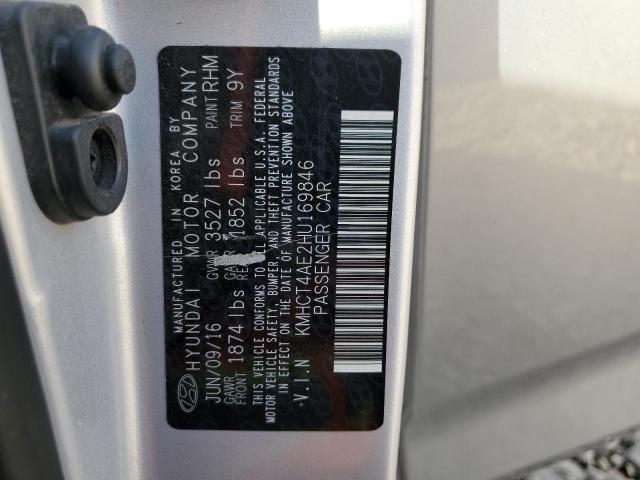 MANUFACTURED IN KOREA BY
HYUNDAI MOTOR COMPANY
JUN/09/16 GVWR 3527 lbs PAINT RHM
GAWR FRONT 1874 lbs GAWR REAR 1852 lbs TRIM 9Y
THIS VEHICLE CONFORMS TO ALL APPLICABLE U.S.A. FEDERAL
MOTOR VEHICLE SAFETY, BUMPER, AND THEFT PREVENTION STANDARDS
IN EFFECT ON THE DATE OF MANUFACTURE SHOWN ABOVE
·V.I.N KMHCT4AE2HU169846
PASSENGER CAR